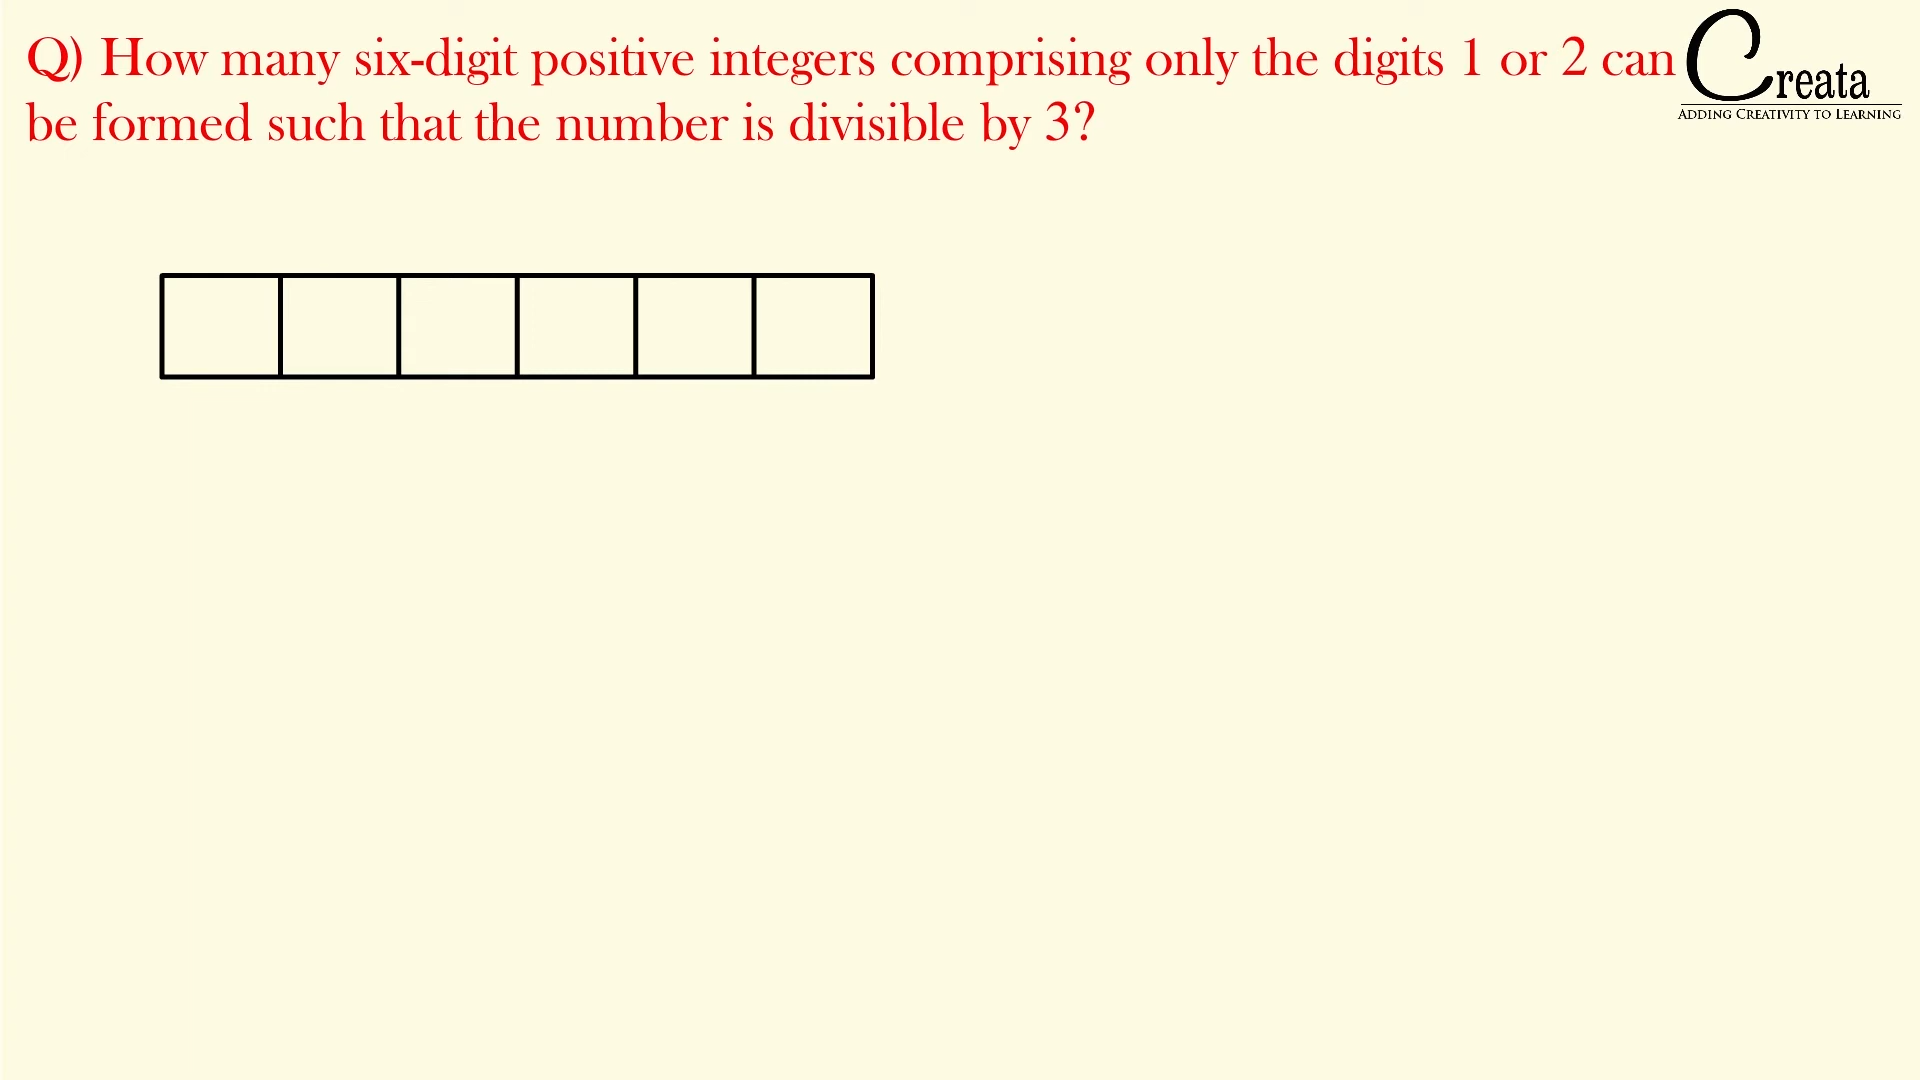 Q) How many six-digit positive integers comprising only the digits 1 or 2 can
be formed such that the number is divisible by 3?
Creata
ADDING CREATIVITY TO LEARNING